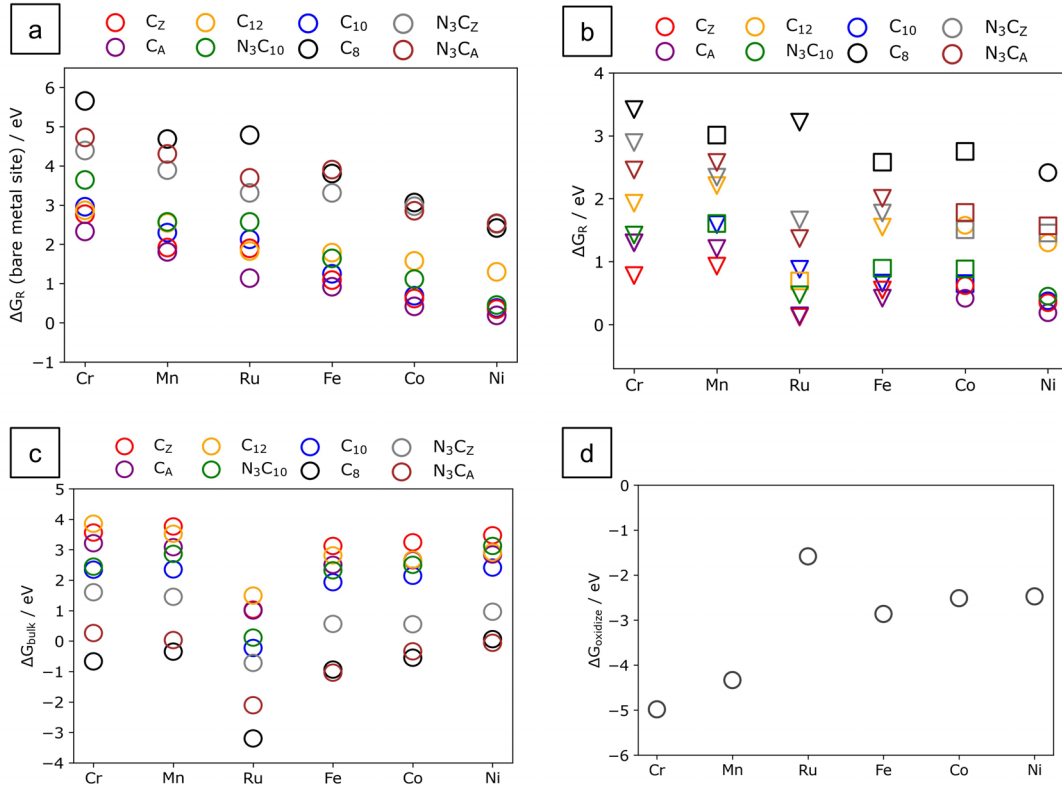 a
C_Z C_12 C_10 N_3C_Z
C_A N_3C_10 C_8 N_3C_A
ΔG_R (bare metal site) / eV
6
5
4
3
2
1
0
−1
Cr Mn Ru Fe Co Ni
b
C_Z C_12 C_10 N_3C_Z
C_A N_3C_10 C_8 N_3C_A
ΔG_R / eV
4
3
2
1
0
Cr Mn Ru Fe Co Ni
c
C_Z C_12 C_10 N_3C_Z
C_A N_3C_10 C_8 N_3C_A
ΔG_bulk / eV
5
4
3
2
1
0
−1
−2
−3
−4
Cr Mn Ru Fe Co Ni
d
ΔG_oxidize / eV
0
−1
−2
−3
−4
−5
−6
Cr Mn Ru Fe Co Ni